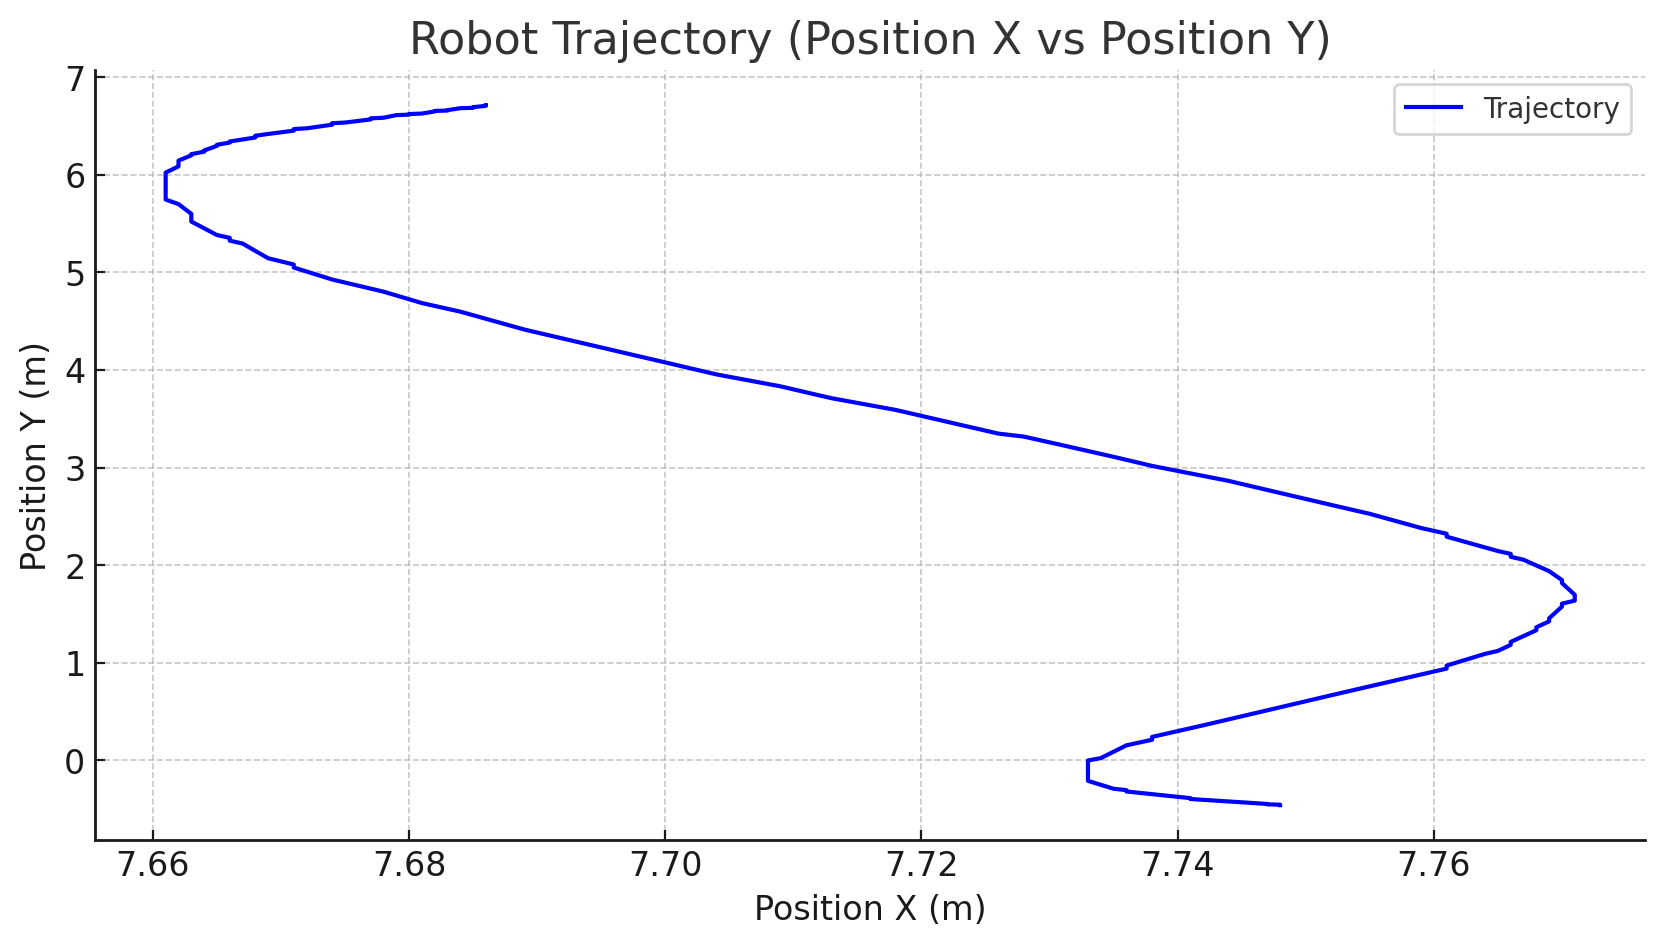 Robot Trajectory (Position X vs Position Y)
Trajectory
7
6
5
4
3
2
1
0
Position Y (m)
7.66 7.68 7.70 7.72 7.74 7.76
Position X (m)